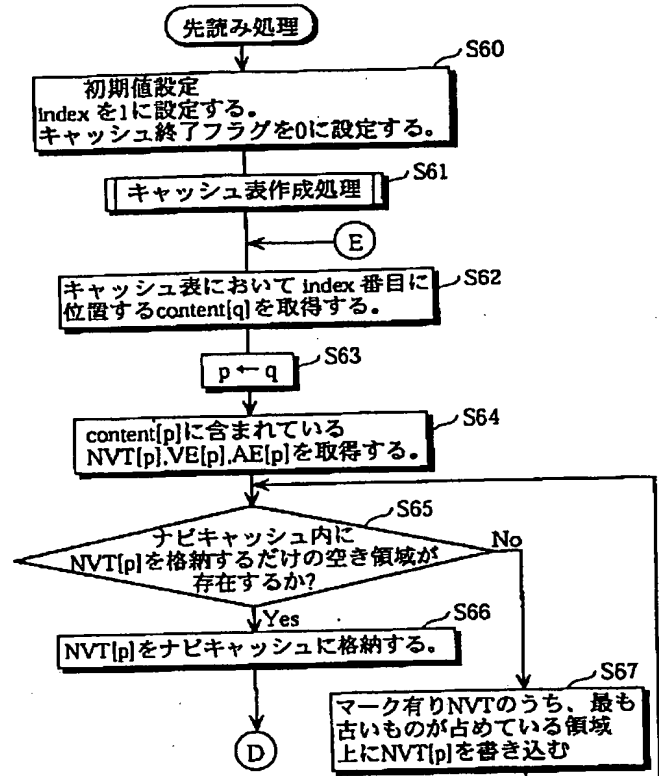 先読み処理
S60
初期値設定
indexを1に設定する。
キャッシュ終了フラグを0に設定する。
S61
キャッシュ表作成処理
E
S62
キャッシュ表において index 番目に
位置するcontent[q]を取得する。
S63
p ← q
S64
content[p]に含まれている
NVT[p],VE[p],AE[p]を取得する。
S65
ナビキャッシュ内に
NVT[p]を格納するだけの空き領域が
存在するか?
No
Yes
S66
NVT[p]をナビキャッシュに格納する。
S67
マーク有りNVTのうち、最も
古いものが占めている領域
上にNVT[p]を書き込む
D